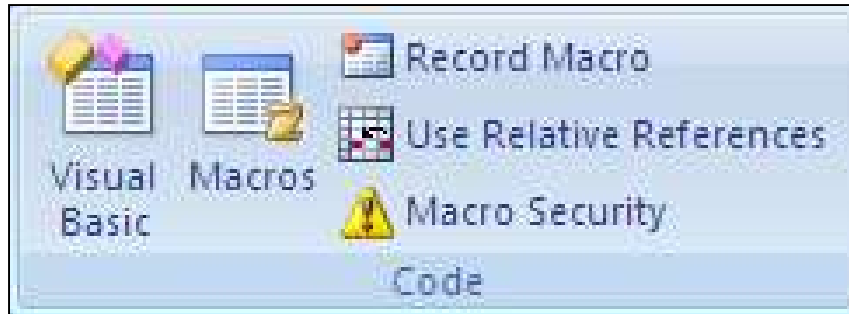 Visual
Basic
Macros
Record Macro
Use Relative References
Macro Security
Code